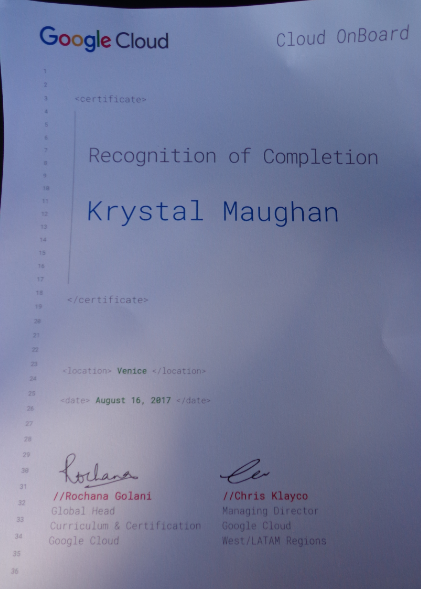 Google Cloud
Cloud OnBoard
1
2
3 <certificate>
4
5
6
7 Recognition of Completion
8
9
10
11 Krystal Maughan
12
13
14
15
16
17
18 </certificate>
19
20
21
22
23 <location> Venice </location>
24
25 <date> August 16, 2017 </date>
26
27
28
29
30 Rochana
31 //Rochana Golani //Chris Klayco
32 Global Head Managing Director
33 Curriculum & Certification Google Cloud
34 Google Cloud West/LATAM Regions
35
36